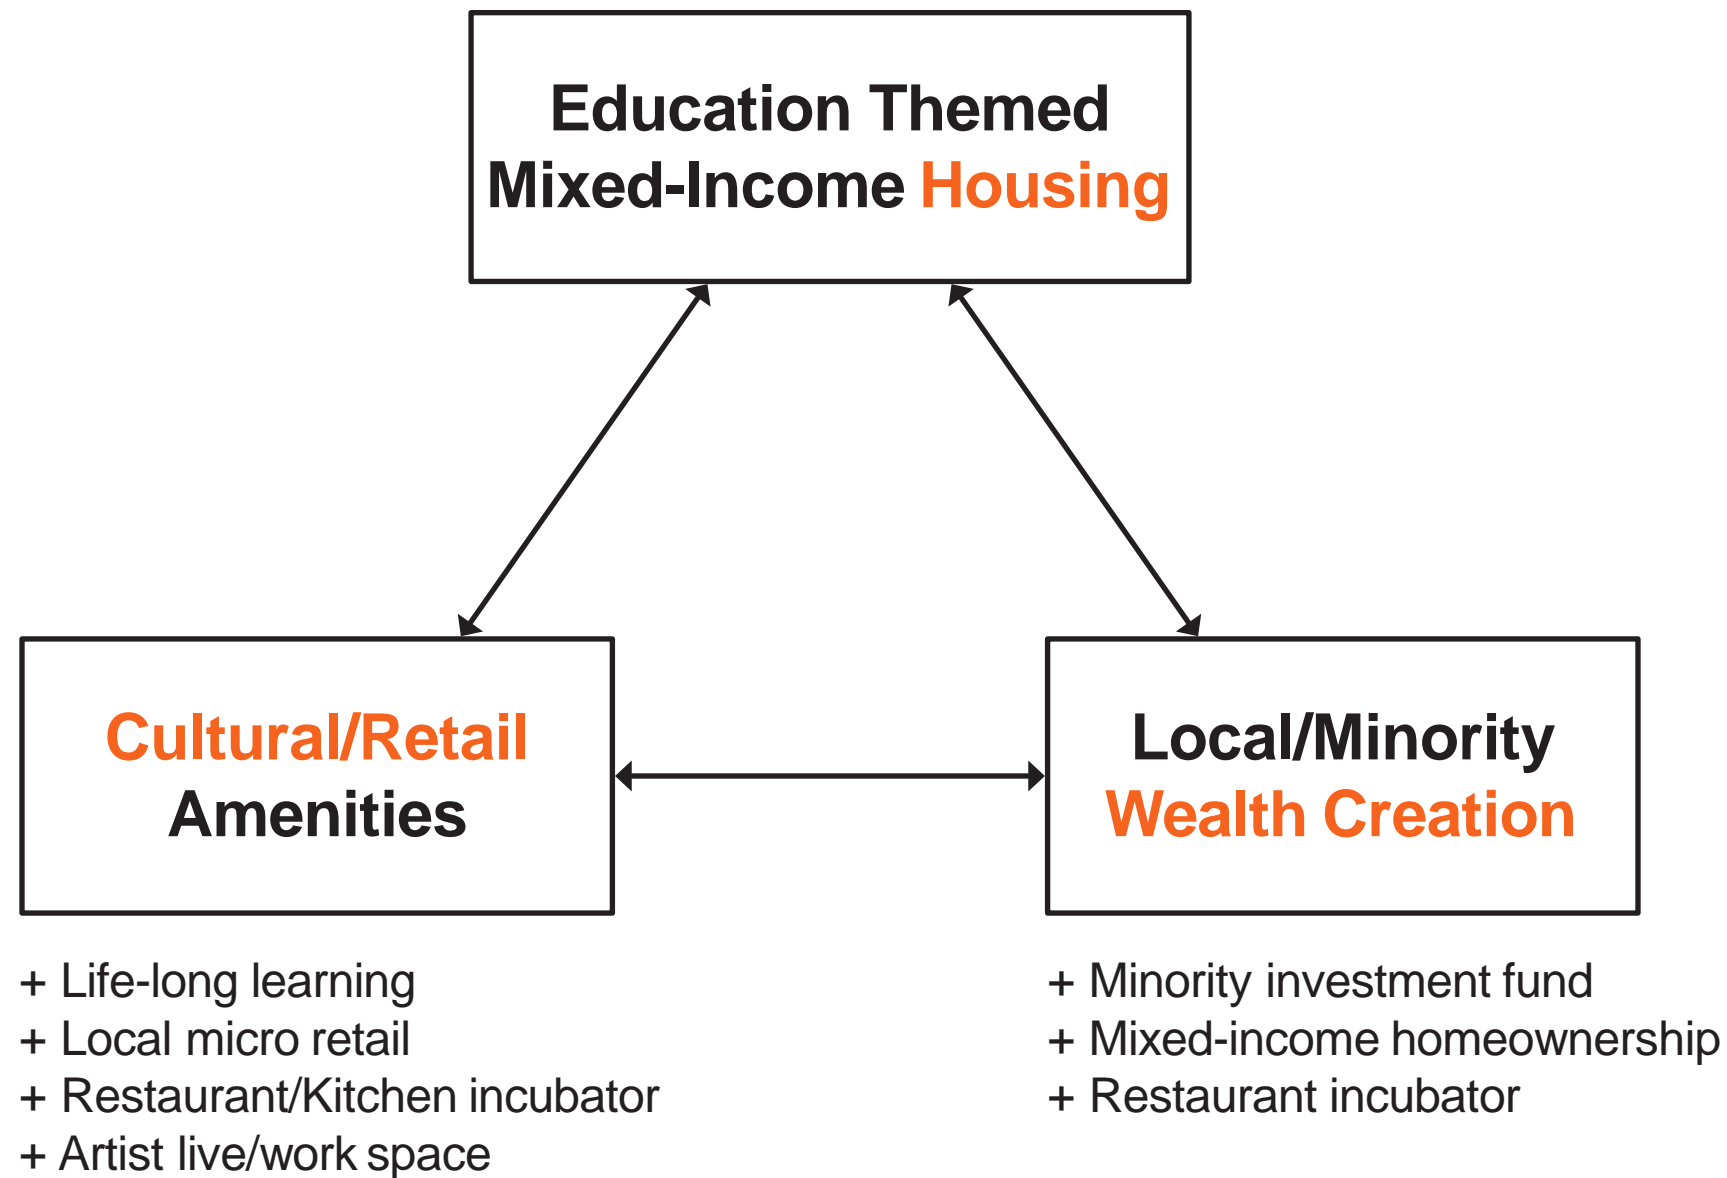 Education Themed
Mixed-Income Housing
Cultural/Retail
Amenities
Local/Minority
Wealth Creation
+ Life-long learning
+ Local micro retail
+ Restaurant/Kitchen incubator
+ Artist live/work space
+ Minority investment fund
+ Mixed-income homeownership
+ Restaurant incubator